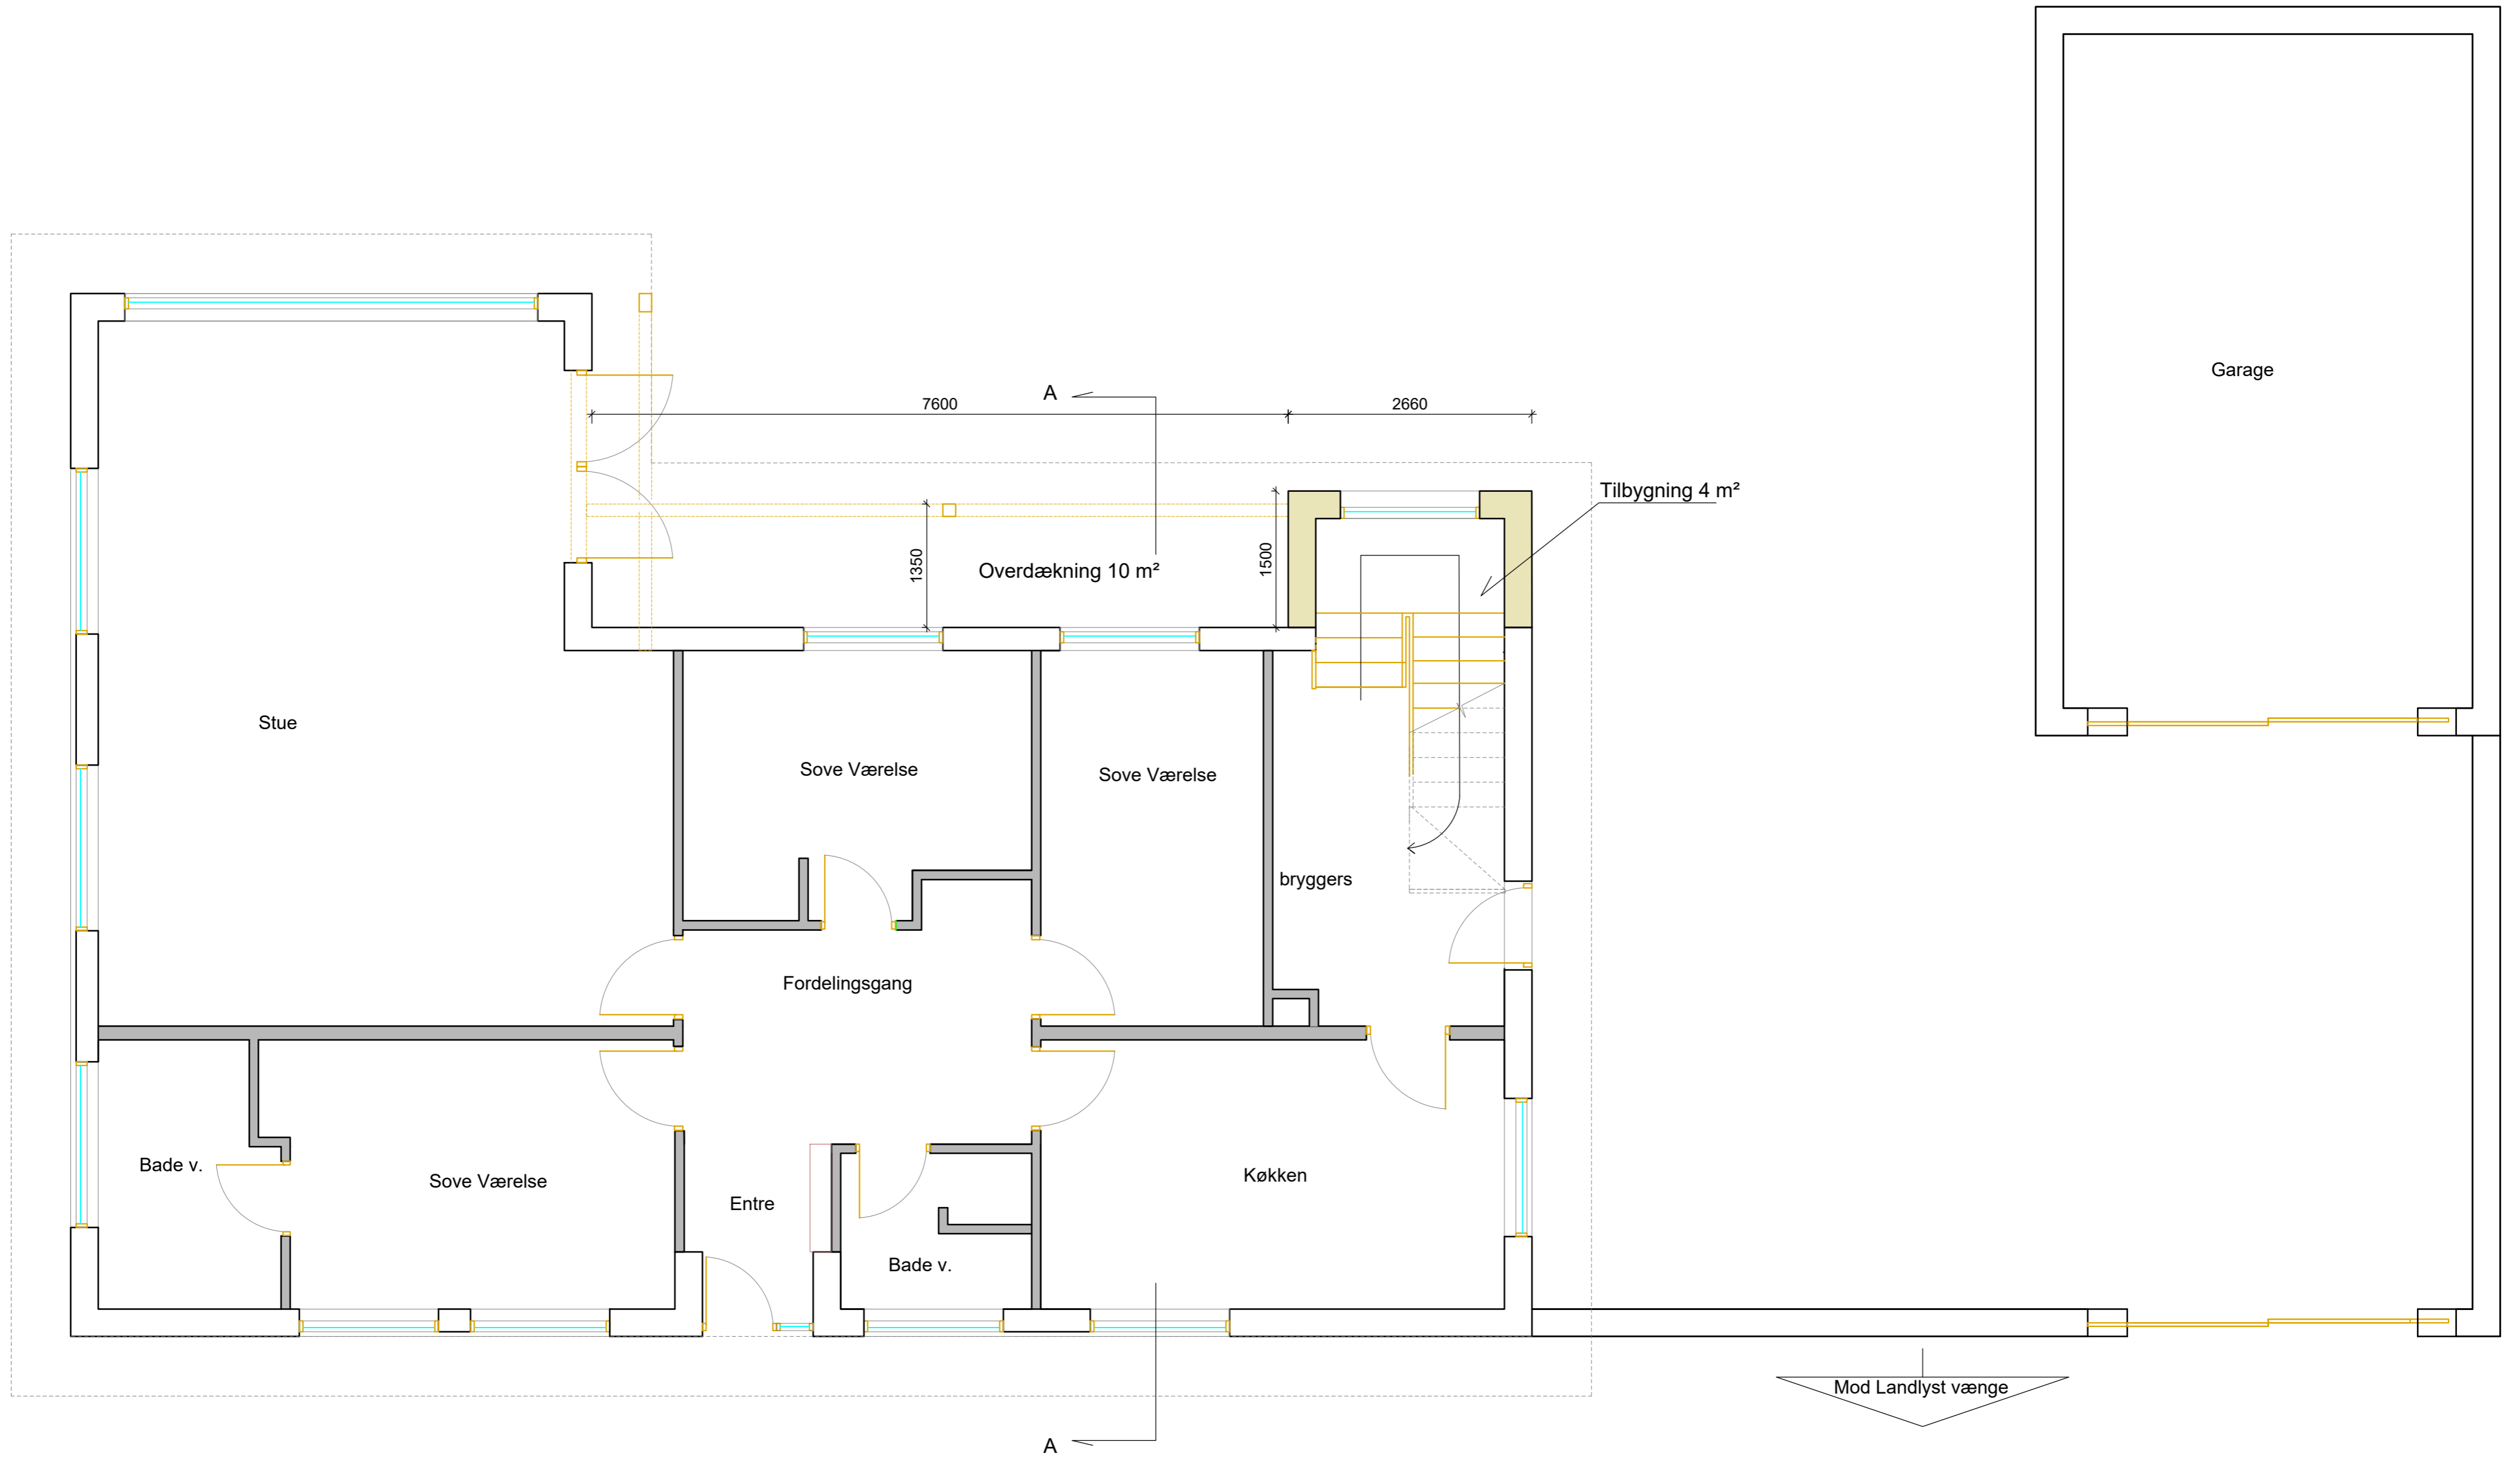 Garage
A
7600
2660
Tilbygning 4 m²
1350
1500
Overdækning 10 m²
Stue
Sove Værelse
Sove Værelse
bryggers
Fordelingsgang
Bade v.
Sove Værelse
Entre
Køkken
Bade v.
Mod Landlyst vænge
A